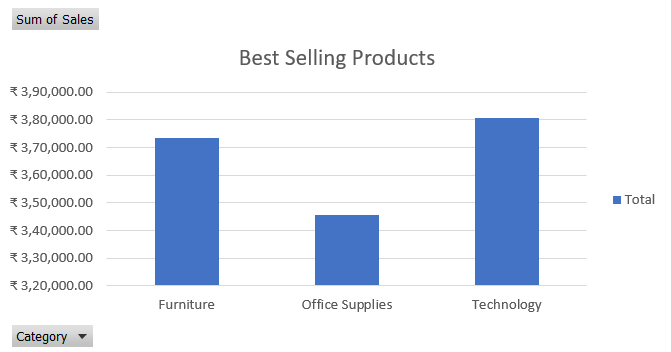 Sum of Sales
Best Selling Products
₹ 3,90,000.00
₹ 3,80,000.00
₹ 3,70,000.00
₹ 3,60,000.00
₹ 3,50,000.00
₹ 3,40,000.00
₹ 3,30,000.00
₹ 3,20,000.00
Total
Furniture
Office Supplies
Technology
Category